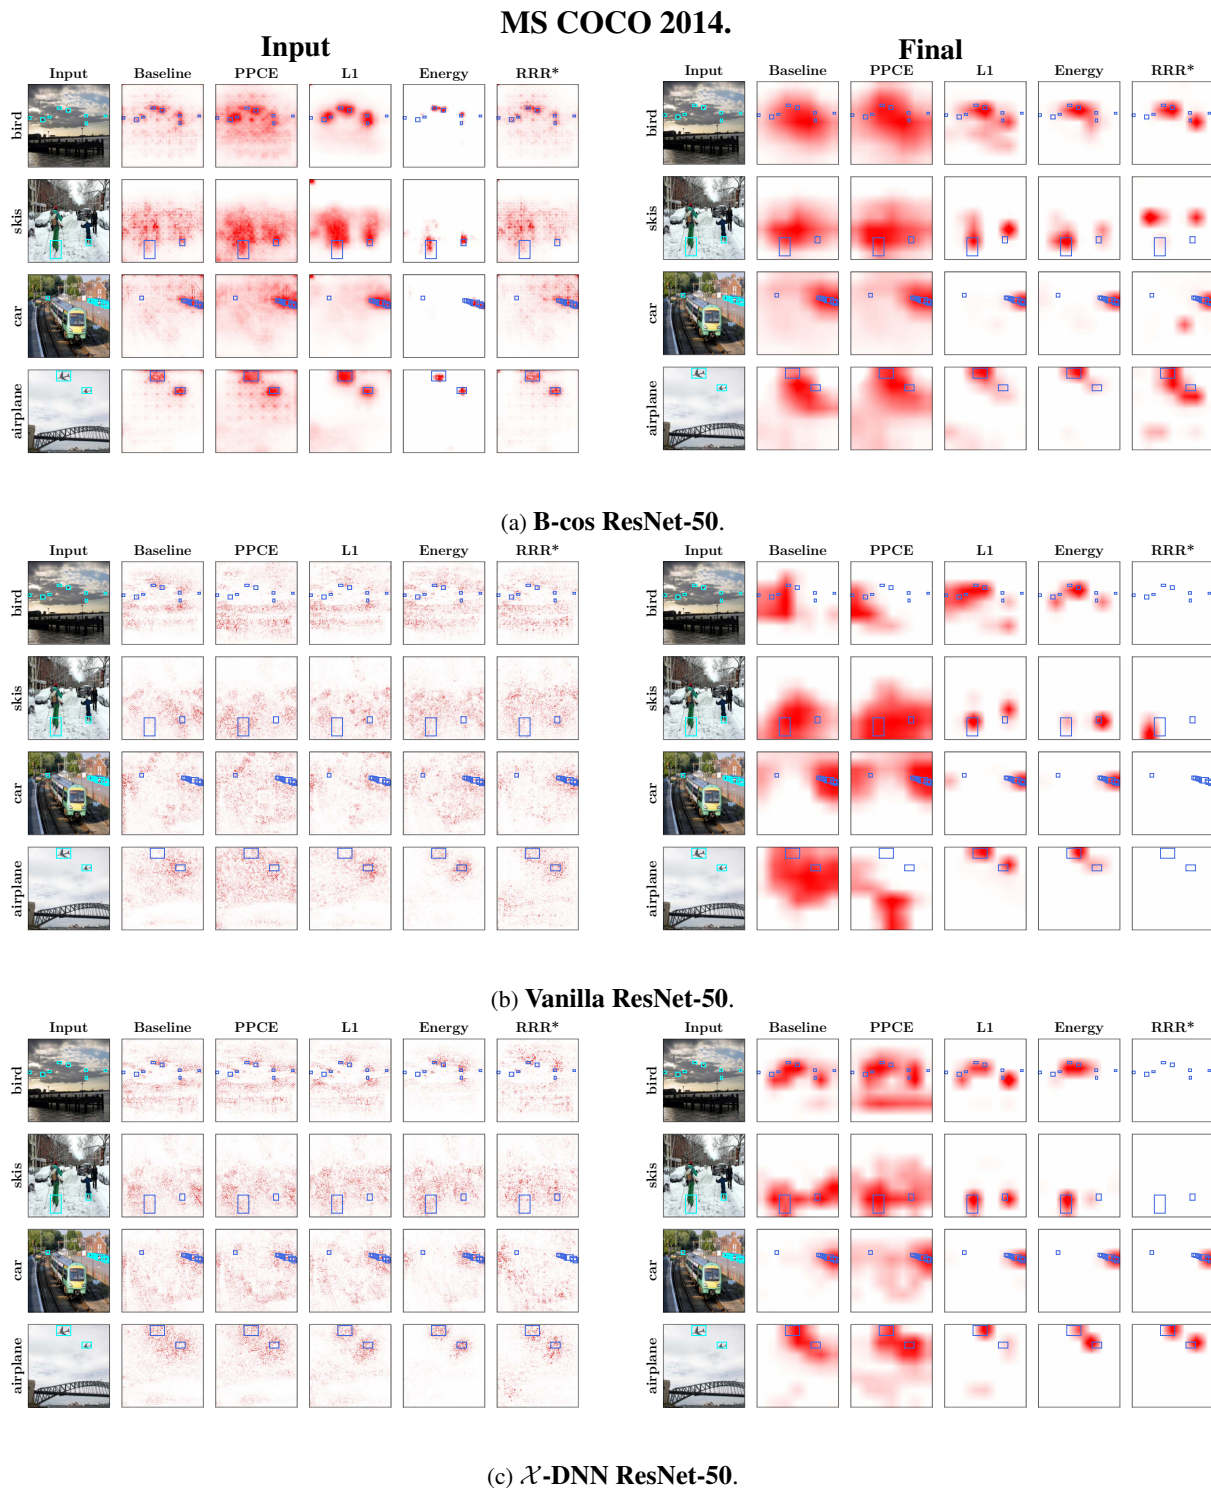 MS COCO 2014.
Input
Final
Input Baseline PPCE L1 Energy RRR*
Input Baseline PPCE L1 Energy RRR*
bird
bird
skis
skis
car
car
airplane
airplane
(a) B-cos ResNet-50.
Input Baseline PPCE L1 Energy RRR*
Input Baseline PPCE L1 Energy RRR*
bird
bird
skis
skis
car
car
airplane
airplane
(b) Vanilla ResNet-50.
Input Baseline PPCE L1 Energy RRR*
Input Baseline PPCE L1 Energy RRR*
bird
bird
skis
skis
car
car
airplane
airplane
(c) 𝒳-DNN ResNet-50.